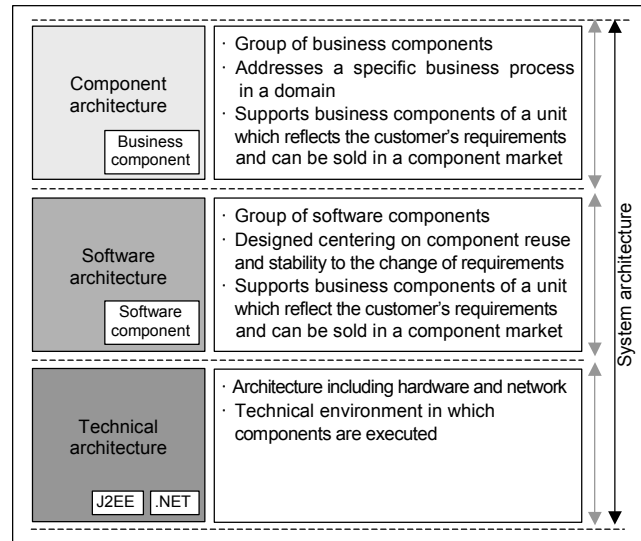 Component
architecture
Business
component
· Group of business components
· Addresses a specific business process
in a domain
· Supports business components of a unit
which reflects the customer's requirements
and can be sold in a component market
Software
architecture
Software
component
· Group of software components
· Designed centering on component reuse
and stability to the change of requirements
· Supports business components of a unit
which reflect the customer's requirements
and can be sold in a component market
Technical
architecture
J2EE
.NET
· Architecture including hardware and network
· Technical environment in which
components are executed
System architecture